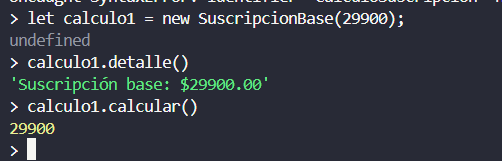 > let calculo1 = new SuscripcionBase(29900);
undefined
> calculo1.detalle()
'Suscripción base: $29900.00'
> calculo1.calcular()
29900
>